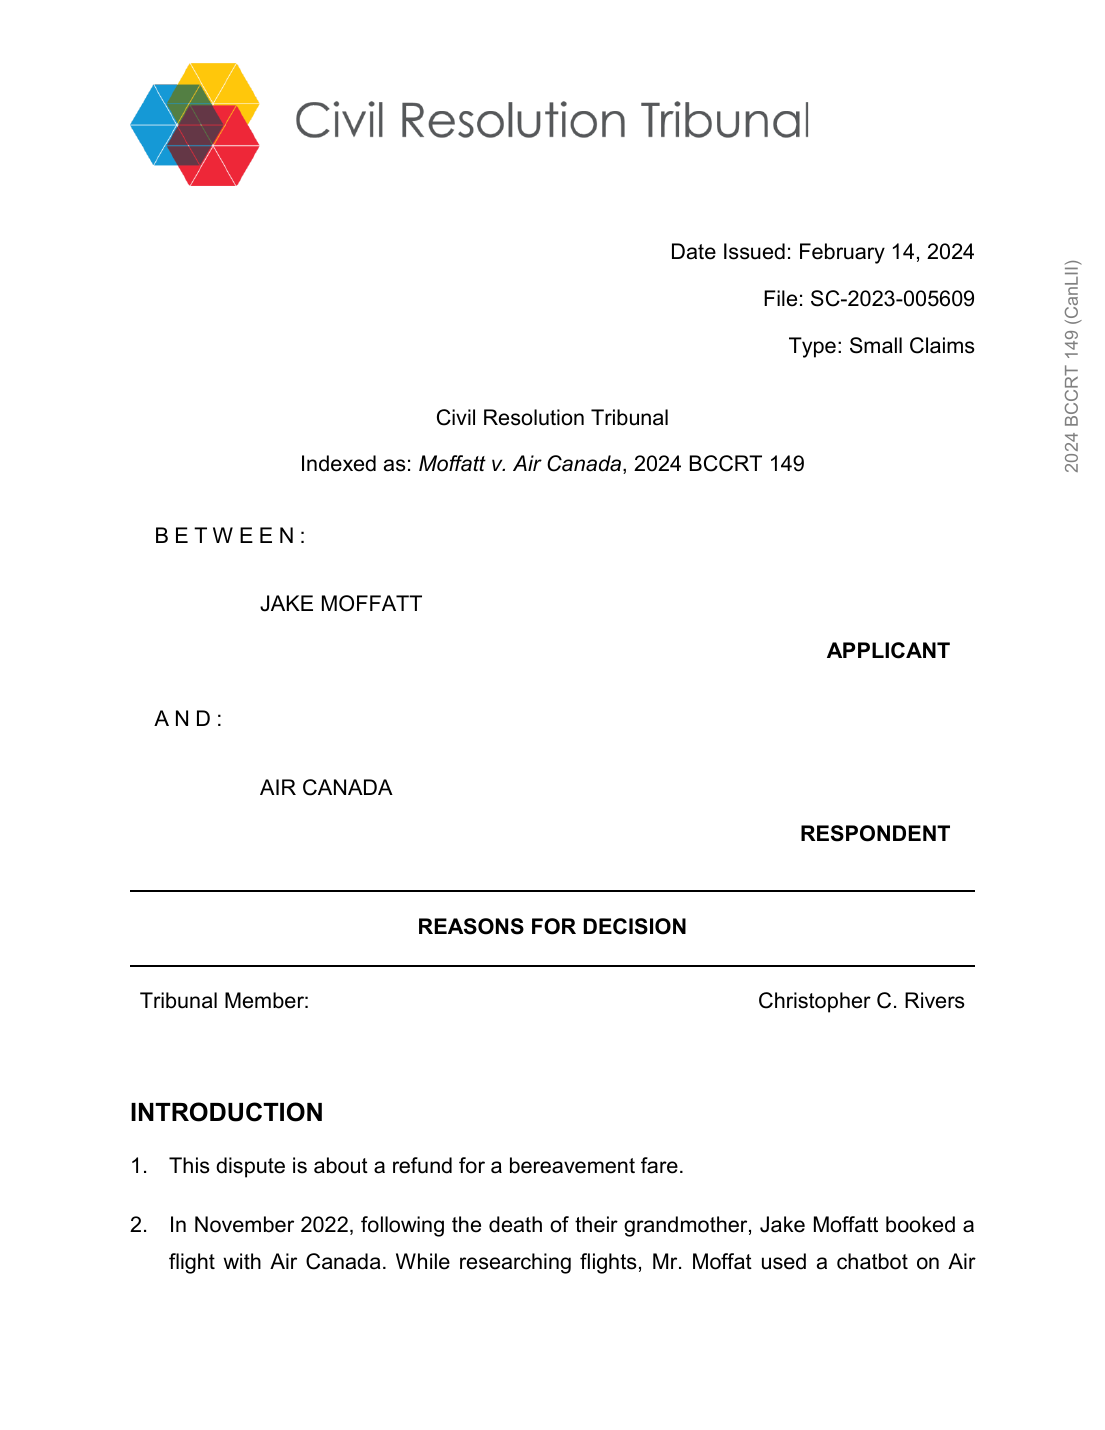 Civil Resolution Tribunal
Date Issued: February 14, 2024
File: SC-2023-005609
Type: Small Claims
2024 BCCRT 149 (CanLII)
Civil Resolution Tribunal
Indexed as: Moffatt v. Air Canada, 2024 BCCRT 149
B E T W E E N :
JAKE MOFFATT
APPLICANT
A N D :
AIR CANADA
RESPONDENT
REASONS FOR DECISION
Tribunal Member: Christopher C. Rivers
INTRODUCTION
1. This dispute is about a refund for a bereavement fare.
2. In November 2022, following the death of their grandmother, Jake Moffatt booked a
flight with Air Canada. While researching flights, Mr. Moffat used a chatbot on Air